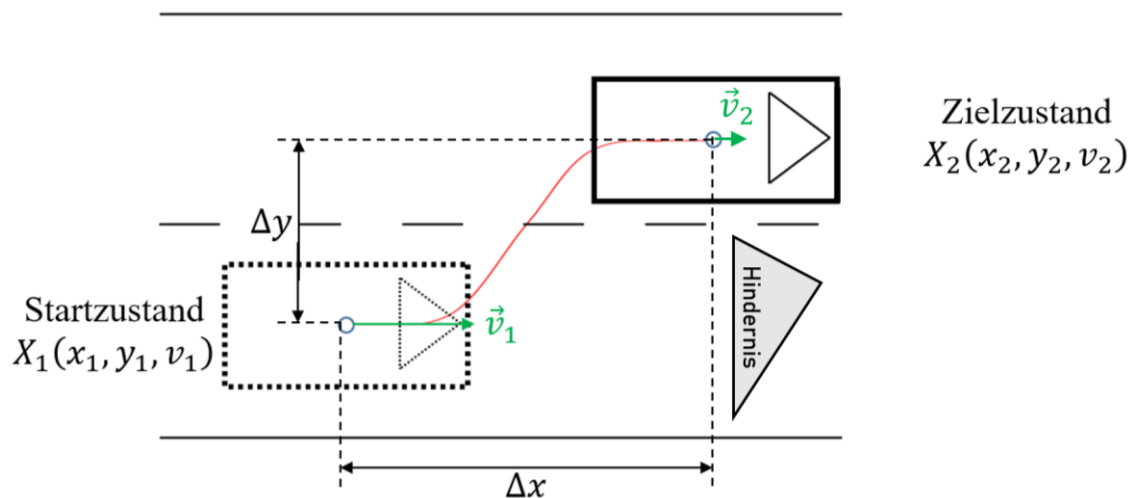 Zielzustand
X₂(x₂, y₂, v₂)
v⃗₂
Δy
Startzustand
X₁(x₁, y₁, v₁)
v⃗₁
Hindernis
Δx